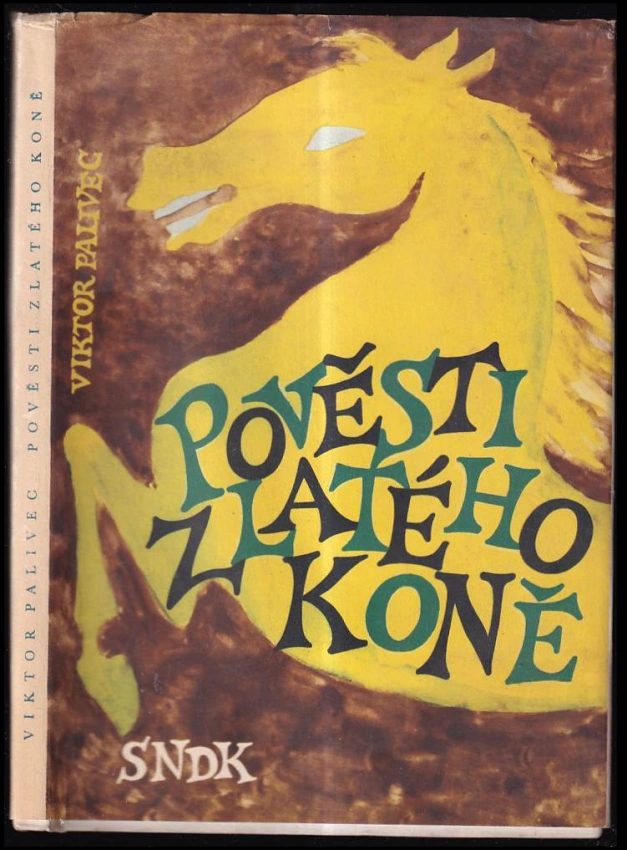 VIKTOR PALIVEC POVĚSTI ZLATÉHO KONĚ
VIKTOR PALIVEC
POVĚSTI
ZLATÉHO
KONĚ
SNDK